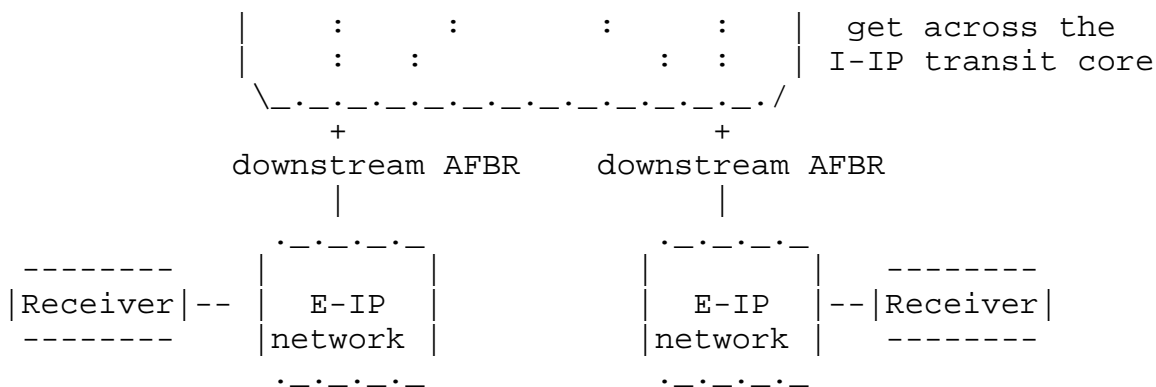 get across the
I-IP transit core
downstream AFBR downstream AFBR
Receiver E-IP E-IP Receiver
network network